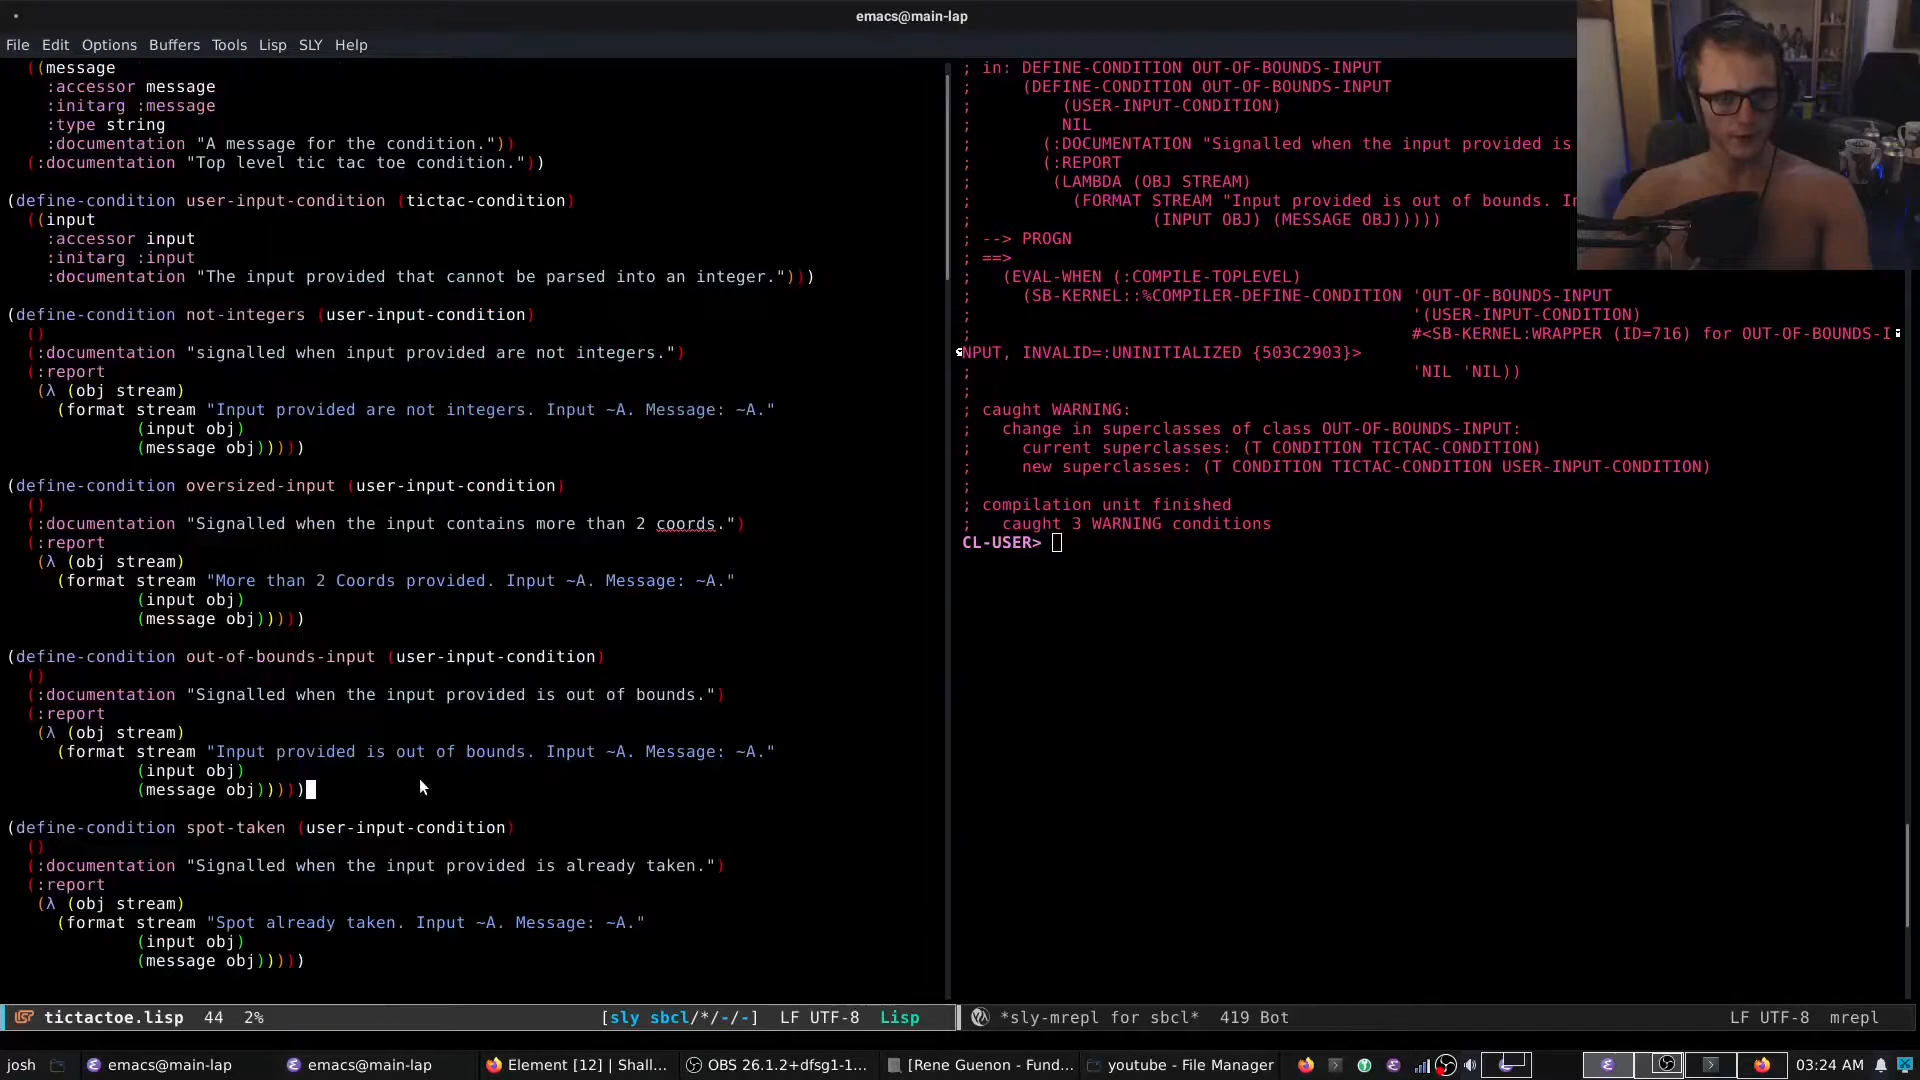 emacs@main-lap
File Edit Options Buffers Tools Lisp SLY Help
((message
:accessor message
:initarg :message
:type string
:documentation "A message for the condition."))
(:documentation "Top level tic tac toe condition."))
(define-condition user-input-condition (tictac-condition)
((input
:accessor input
:initarg :input
:documentation "The input provided that cannot be parsed into an integer.")))
(define-condition not-integers (user-input-condition)
()
(:documentation "signalled when input provided are not integers.")
(:report
(λ (obj stream)
(format stream "Input provided are not integers. Input ~A. Message: ~A."
(input obj)
(message obj)))))
(define-condition oversized-input (user-input-condition)
()
(:documentation "Signalled when the input contains more than 2 coords.")
(:report
(λ (obj stream)
(format stream "More than 2 Coords provided. Input ~A. Message: ~A."
(input obj)
(message obj)))))
(define-condition out-of-bounds-input (user-input-condition)
()
(:documentation "Signalled when the input provided is out of bounds.")
(:report
(λ (obj stream)
(format stream "Input provided is out of bounds. Input ~A. Message: ~A."
(input obj)
(message obj)))))
(define-condition spot-taken (user-input-condition)
()
(:documentation "Signalled when the input provided is already taken.")
(:report
(λ (obj stream)
(format stream "Spot already taken. Input ~A. Message: ~A."
(input obj)
(message obj)))))
tictactoe.lisp 44 2% [sly sbcl/*/-/-] LF UTF-8 Lisp
; in: DEFINE-CONDITION OUT-OF-BOUNDS-INPUT
; (DEFINE-CONDITION OUT-OF-BOUNDS-INPUT
; (USER-INPUT-CONDITION)
; NIL
; (:DOCUMENTATION "Signalled when the input provided is
; (:REPORT
; (LAMBDA (OBJ STREAM)
; (FORMAT STREAM "Input provided is out of bounds. In
; (INPUT OBJ) (MESSAGE OBJ)))))
; --> PROGN
; ==>
; (EVAL-WHEN (:COMPILE-TOPLEVEL)
; (SB-KERNEL::%COMPILER-DEFINE-CONDITION 'OUT-OF-BOUNDS-INPUT
; '(USER-INPUT-CONDITION)
; #<SB-KERNEL:WRAPPER (ID=716) for OUT-OF-BOUNDS-I
NPUT, INVALID=:UNINITIALIZED {503C2903}>
; 'NIL 'NIL))
;
; caught WARNING:
; change in superclasses of class OUT-OF-BOUNDS-INPUT:
; current superclasses: (T CONDITION TICTAC-CONDITION)
; new superclasses: (T CONDITION TICTAC-CONDITION USER-INPUT-CONDITION)
;
; compilation unit finished
; caught 3 WARNING conditions
CL-USER>
*sly-mrepl for sbcl* 419 Bot LF UTF-8 mrepl
josh emacs@main-lap emacs@main-lap Element [12] | Shall... OBS 26.1.2+dfsg1-1... [Rene Guenon - Fund... youtube - File Manager 03:24 AM